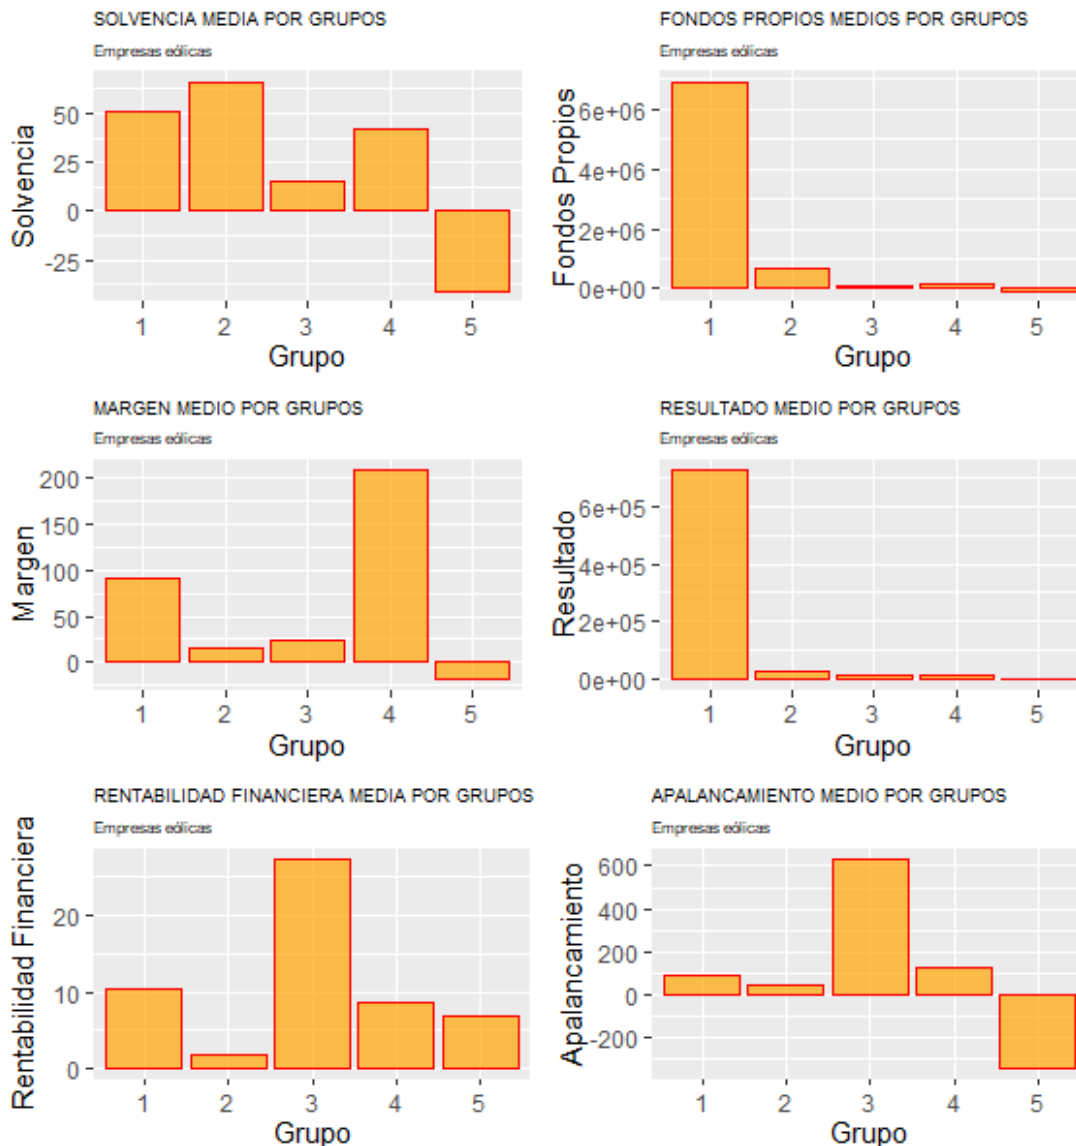 SOLVENCIA MEDIA POR GRUPOS
Empresas eólicas
Solvencia
50
25
0
-25
1 2 3 4 5
Grupo
FONDOS PROPIOS MEDIOS POR GRUPOS
Empresas eólicas
Fondos Propios
6e+06
4e+06
2e+06
0e+00
1 2 3 4 5
Grupo
MARGEN MEDIO POR GRUPOS
Empresas eólicas
Margen
200
150
100
50
0
1 2 3 4 5
Grupo
RESULTADO MEDIO POR GRUPOS
Empresas eólicas
Resultado
6e+05
4e+05
2e+05
0e+00
1 2 3 4 5
Grupo
RENTABILIDAD FINANCIERA MEDIA POR GRUPOS
Empresas eólicas
Rentabilidad Financiera
20
10
0
1 2 3 4 5
Grupo
APALANCAMIENTO MEDIO POR GRUPOS
Empresas eólicas
Apalancamiento
600
400
200
0
-200
1 2 3 4 5
Grupo